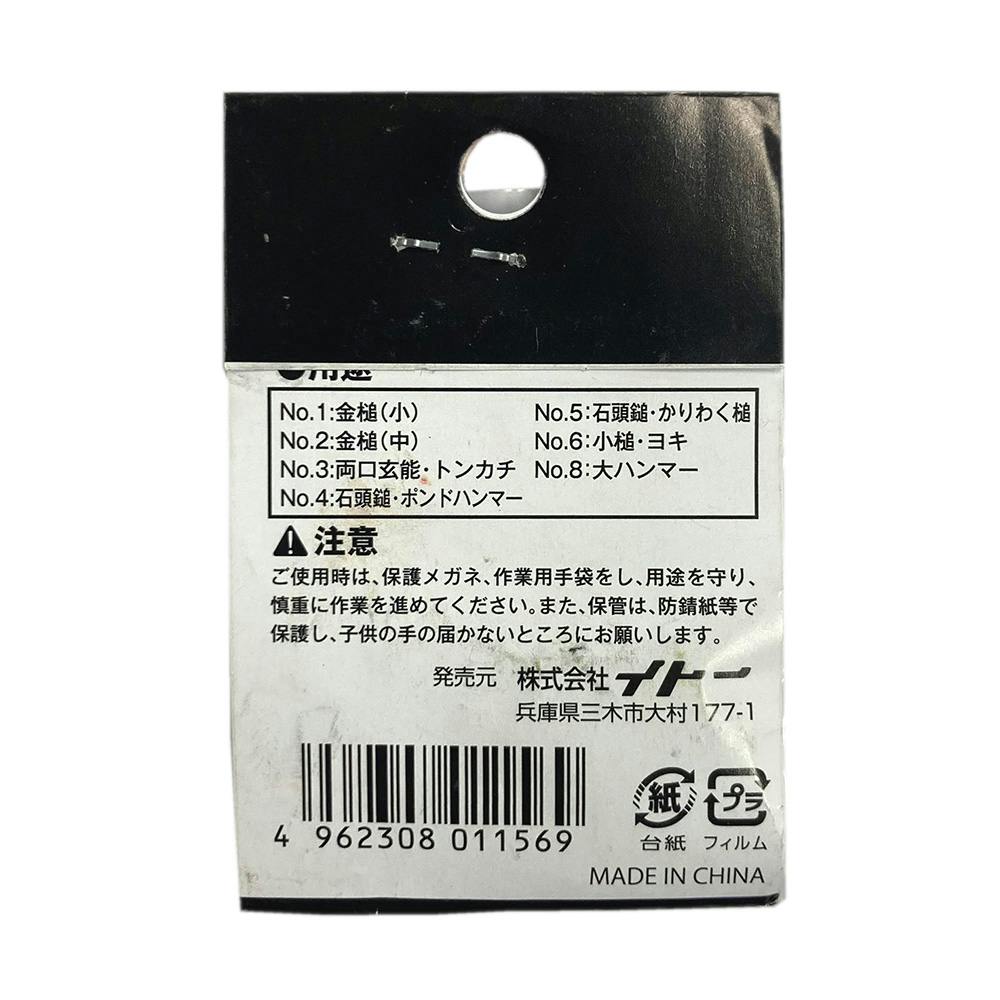 ●用途
No.1:金槌(小)
No.2:金槌(中)
No.3:両口玄能・トンカチ
No.4:石頭鎚・ポンドハンマー
No.5:石頭鎚・かりわく槌
No.6:小槌・ヨキ
No.8:大ハンマー
注意
ご使用時は、保護メガネ、作業用手袋をし、用途を守り、
慎重に作業を進めてください。また、保管は、防錆紙等で
保護し、子供の手の届かないところにお願いします。
発売元 株式会社イトー
兵庫県三木市大村177-1
4 962308 011569
紙
台紙
プラ
フィルム
MADE IN CHINA